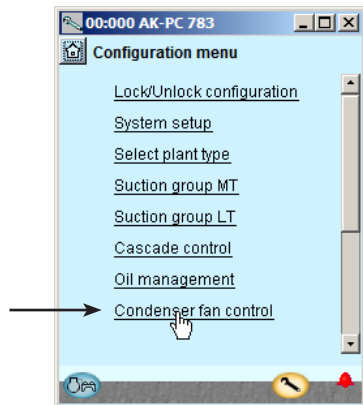 00:000 AK-PC 783
Configuration menu
Lock/Unlock configuration
System setup
Select plant type
Suction group MT
Suction group LT
Cascade control
Oil management
Condenser fan control